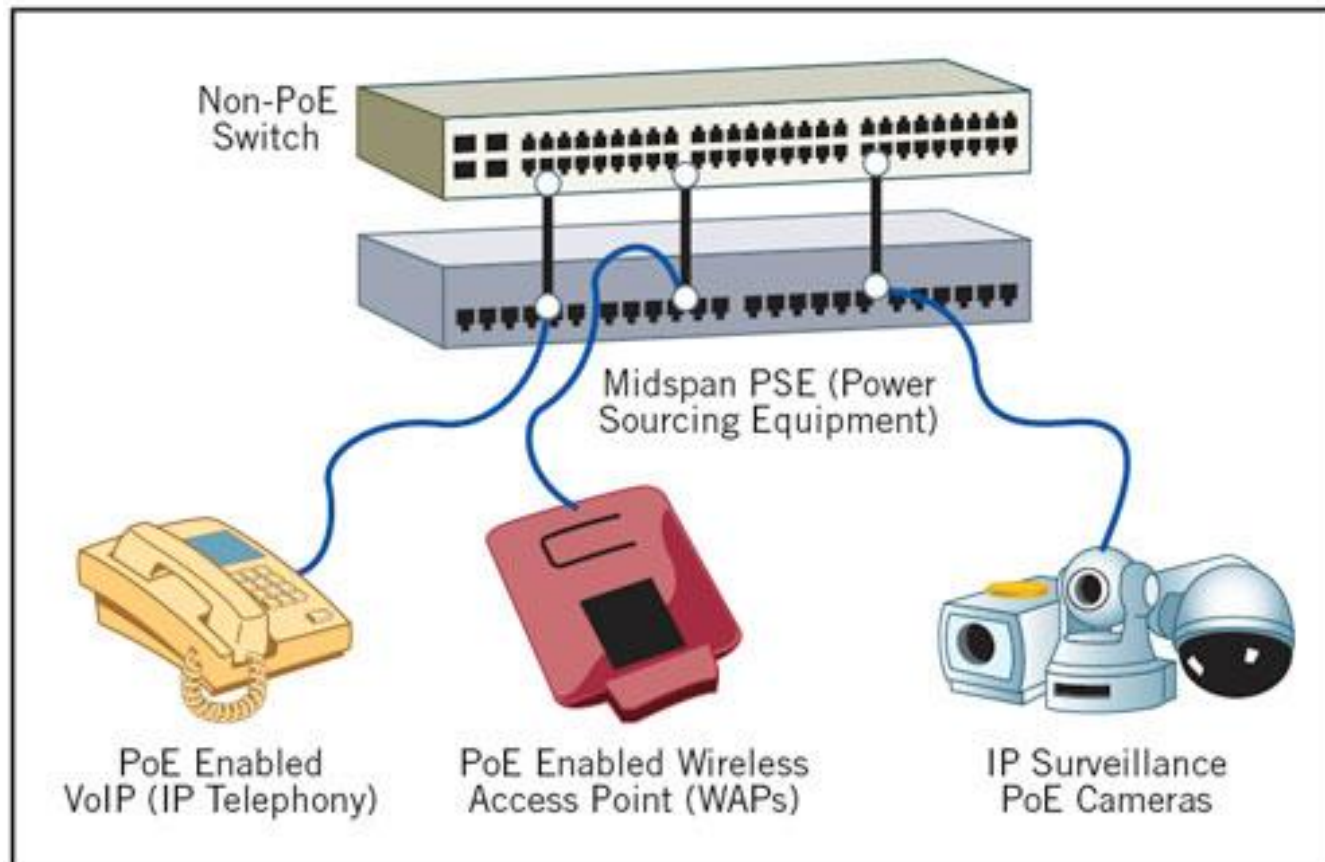 Non-PoE
Switch
Midspan PSE (Power
Sourcing Equipment)
PoE Enabled
VoIP (IP Telephony)
PoE Enabled Wireless
Access Point (WAPs)
IP Surveillance
PoE Cameras